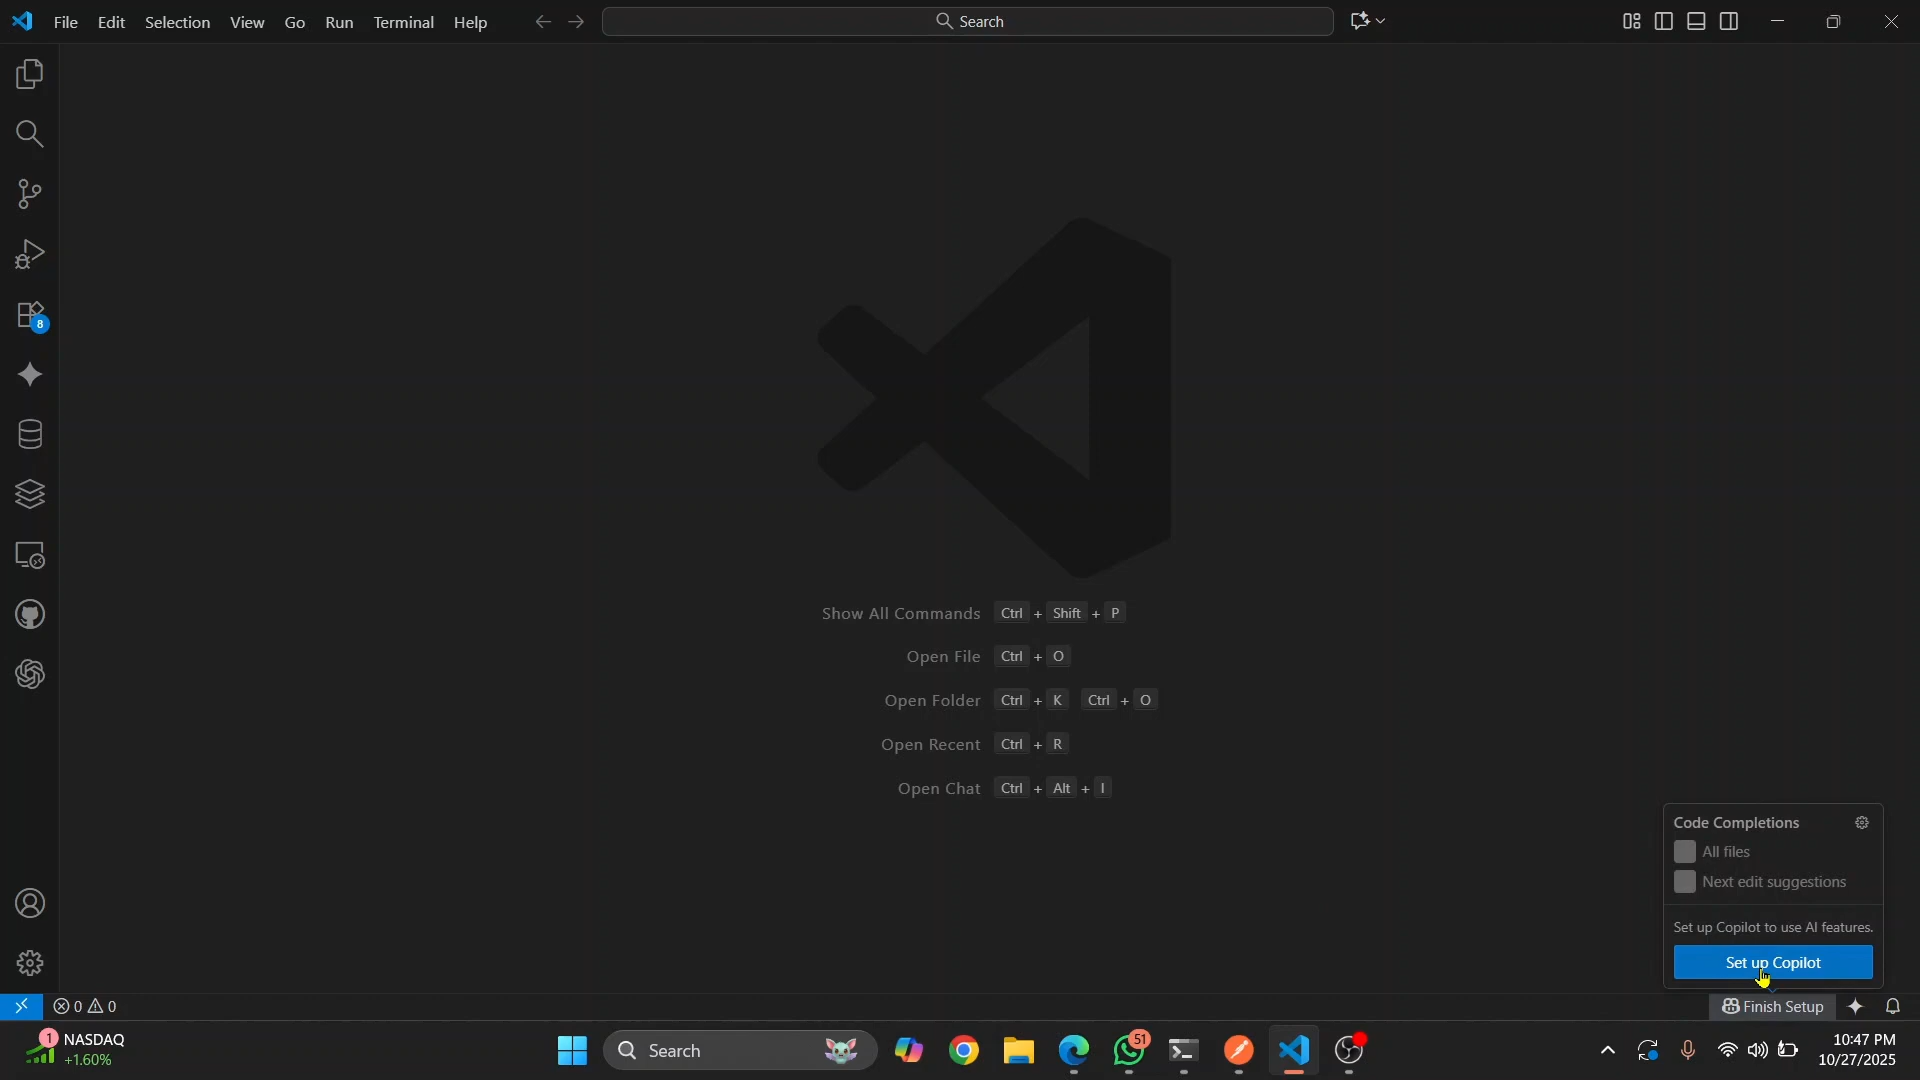 File Edit Selection View Go Run Terminal Help
Search
8
Show All Commands Ctrl + Shift + P
Open File Ctrl + O
Open Folder Ctrl + K Ctrl + O
Open Recent Ctrl + R
Open Chat Ctrl + Alt + I
Code Completions
All files
Next edit suggestions
Set up Copilot to use AI features.
Set up Copilot
0 0
Finish Setup
1
NASDAQ
+1.60%
Search
51
10:47 PM
10/27/2025